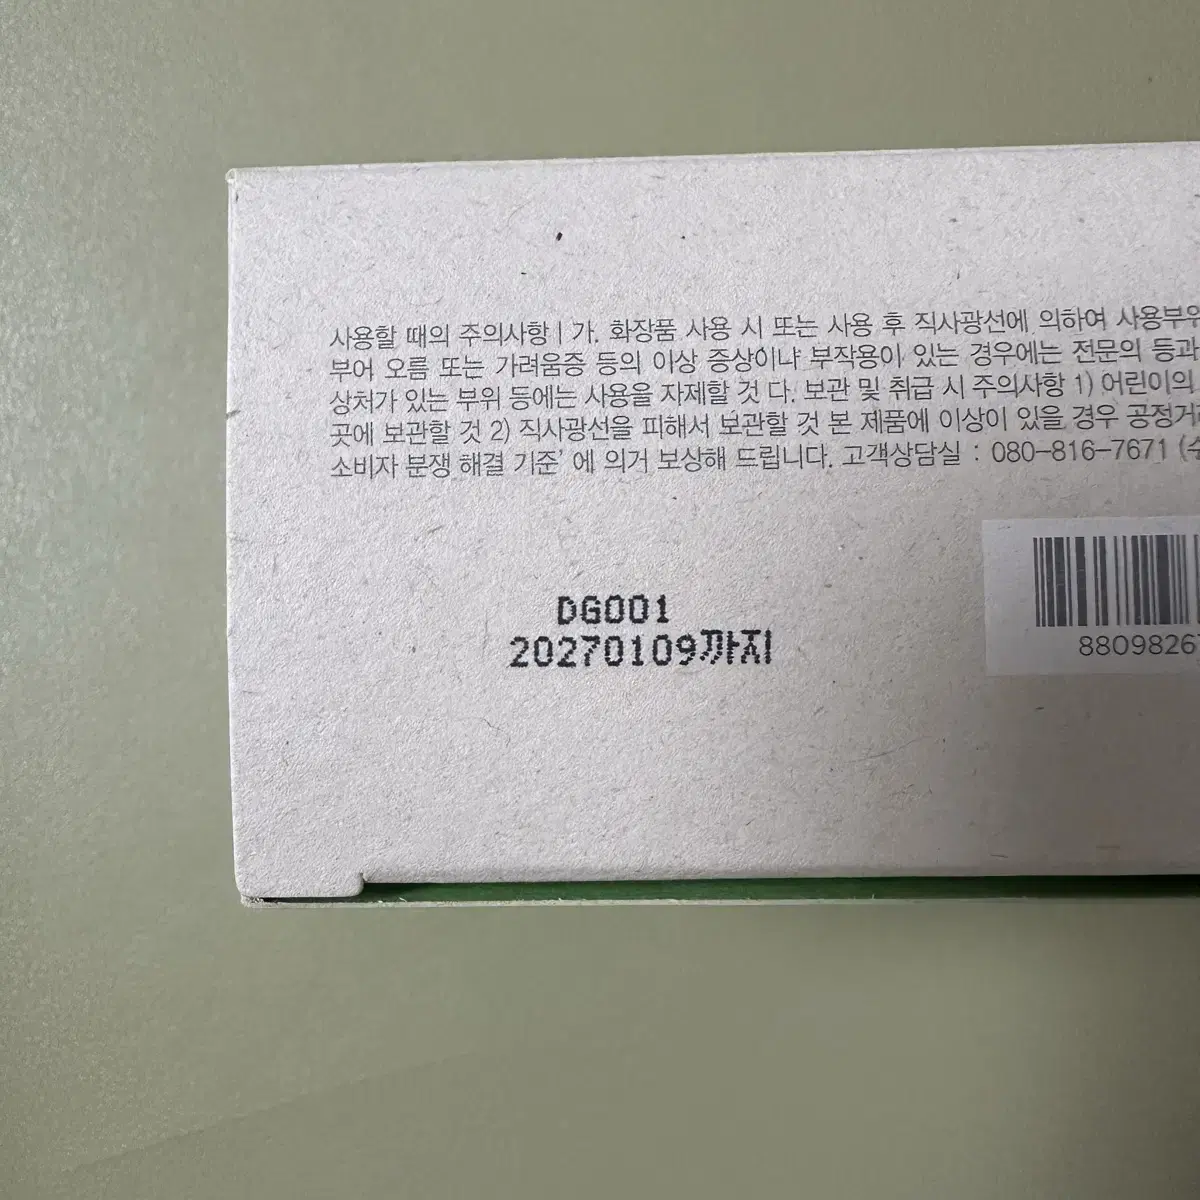 사용할 때의 주의사항 | 가. 화장품 사용 시 또는 사용 후 직사광선에 의하여 사용부위
부어 오름 또는 가려움증 등의 이상 증상이나 부작용이 있는 경우에는 전문의 등과
상처가 있는 부위 등에는 사용을 자제할 것 다. 보관 및 취급 시 주의사항 1) 어린이의
곳에 보관할 것 2) 직사광선을 피해서 보관할 것 본 제품에 이상이 있을 경우 공정거
소비자 분쟁 해결 기준’ 에 의거 보상해 드립니다. 고객상담실 : 080-816-7671 (수
DG001
20270109까지
8809826